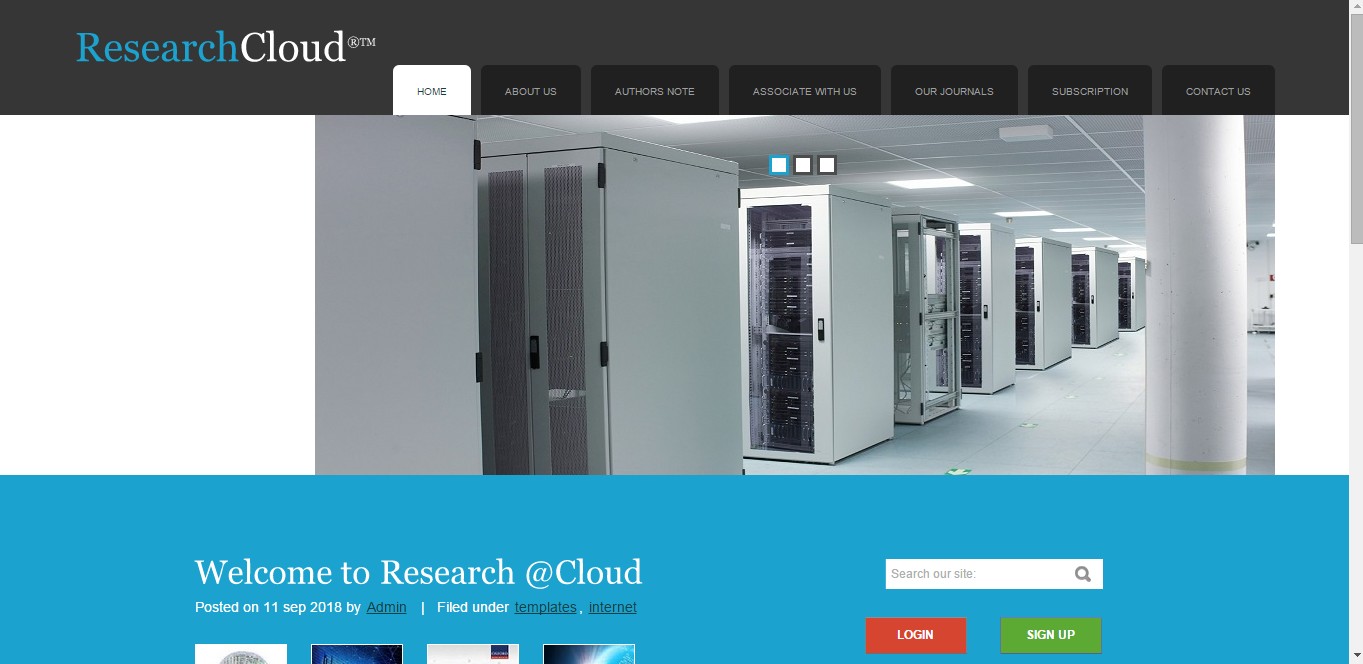 ResearchCloud®™
HOME ABOUT US AUTHORS NOTE ASSOCIATE WITH US OUR JOURNALS SUBSCRIPTION CONTACT US
Welcome to Research @Cloud
Posted on 11 sep 2018 by Admin | Filed under templates, internet
Search our site:
LOGIN SIGN UP